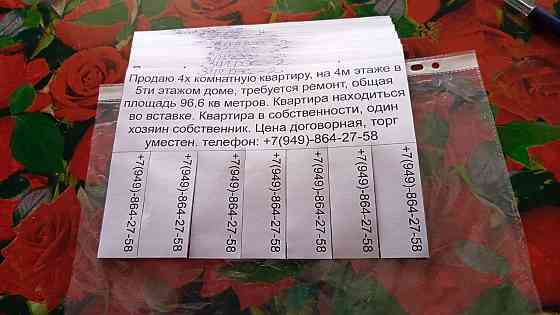 Продаю 4х комнатную квартиру, на 4м этаже в
5ти этажом доме, требуется ремонт, общая
площадь 96,6 кв метров. Квартира находиться
во вставке. Квартира в собственности, один
хозяин собственник. Цена договорная, торг
уместен. телефон: +7(949)-864-27-58
+7(949)-864-27-58
+7(949)-864-27-58
+7(949)-864-27-58
+7(949)-864-27-58
+7(949)-864-27-58
+7(949)-864-27-58
+7(949)-864-27-58